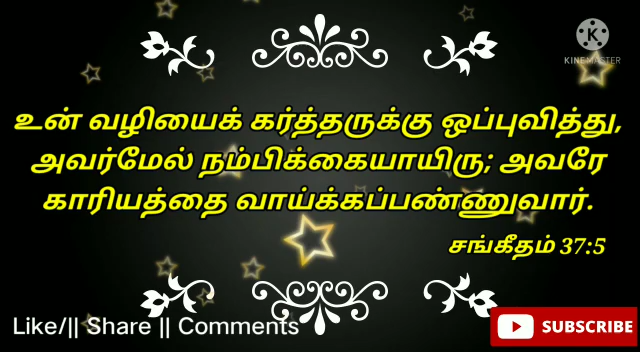 K
KINEMASTER
உன் வழியைக் கர்த்தருக்கு ஒப்புவித்து,
அவர்மேல் நம்பிக்கையாயிரு; அவரே
காரியத்தை வாய்க்கப்பண்ணுவார்.
சங்கீதம் 37:5
Like/|| Share || Comments
SUBSCRIBE